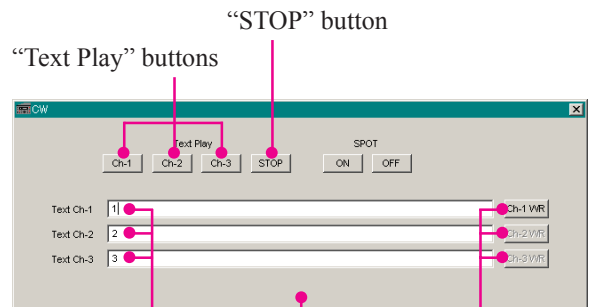 “STOP” button
“Text Play” buttons
CW
Text Play SPOT
Ch-1 Ch-2 Ch-3 STOP ON OFF
Text Ch-1 1 Ch-1 WR
Text Ch-2 2 Ch-2 WR
Text Ch-3 3 Ch-3 WR